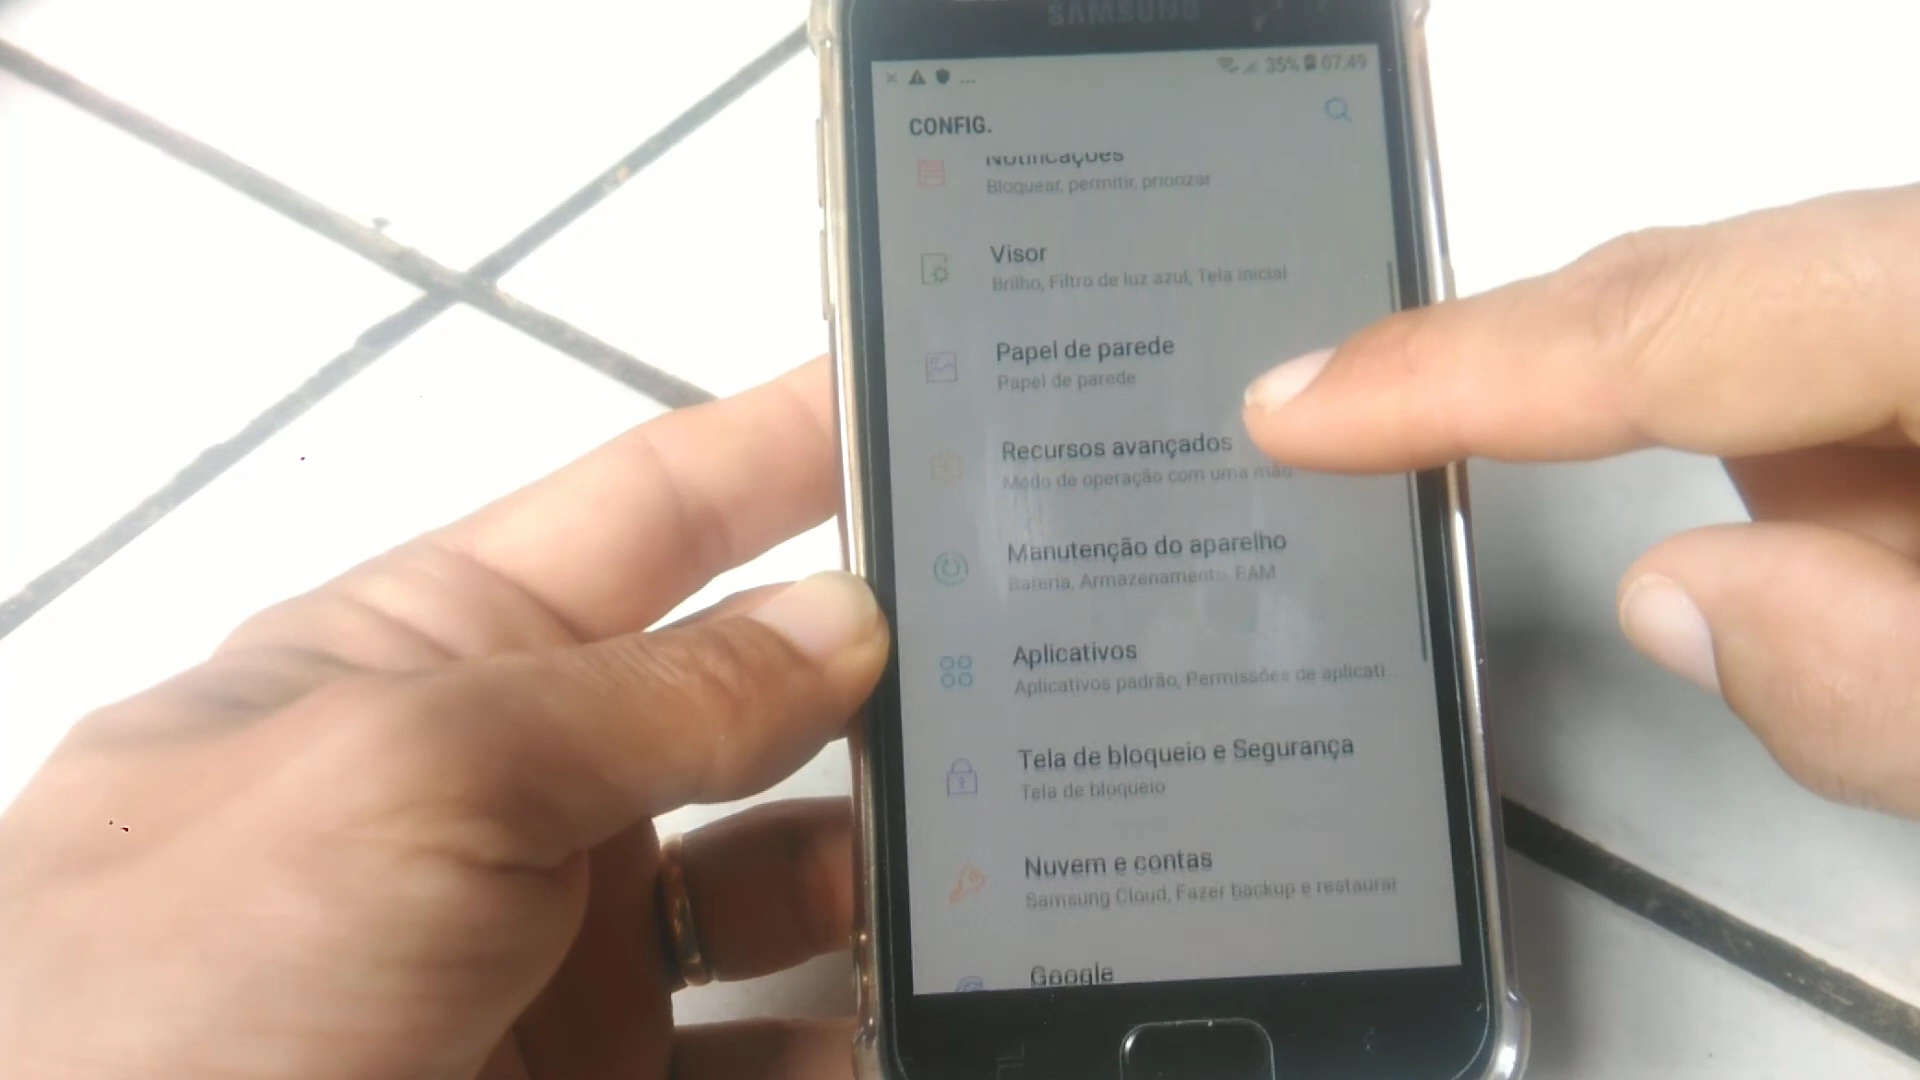 SAMSUNG
... 35% 07:49
CONFIG.
Notificações
Bloquear, permitir, priorizar
Visor
Brilho, Filtro de luz azul, Tela inicial
Papel de parede
Papel de parede
Recursos avançados
Modo de operação com uma mão
Manutenção do aparelho
Bateria, Armazenamento, RAM
Aplicativos
Aplicativos padrão, Permissões de aplicati...
Tela de bloqueio e Segurança
Tela de bloqueio
Nuvem e contas
Samsung Cloud, Fazer backup e restaurar
Google